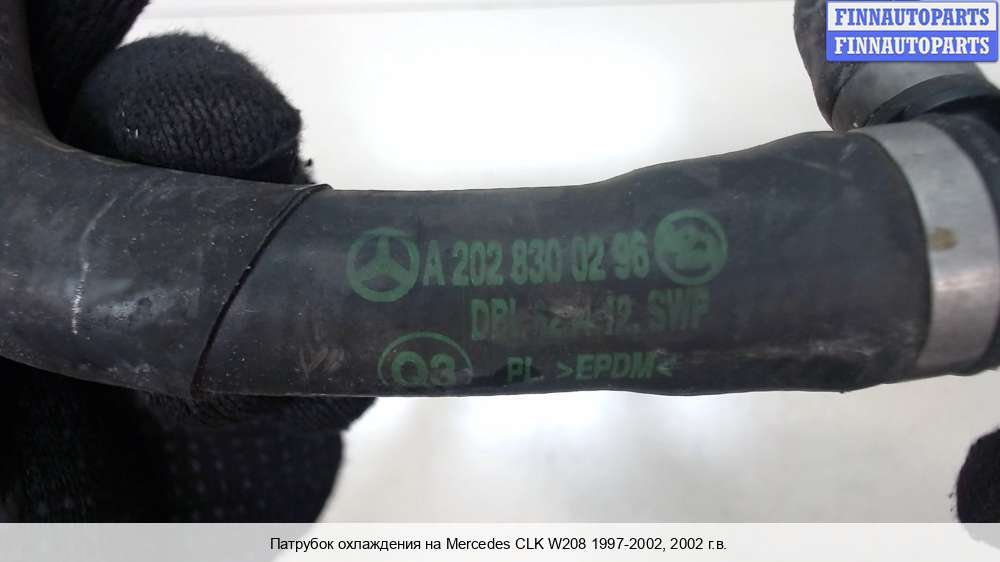 FINNAUTOPARTS
FINNAUTOPARTS
A 202 830 02 96
12. SWP
Q3 PL >EPDM<
Патрубок охлаждения на Mercedes CLK W208 1997-2002, 2002 г.в.